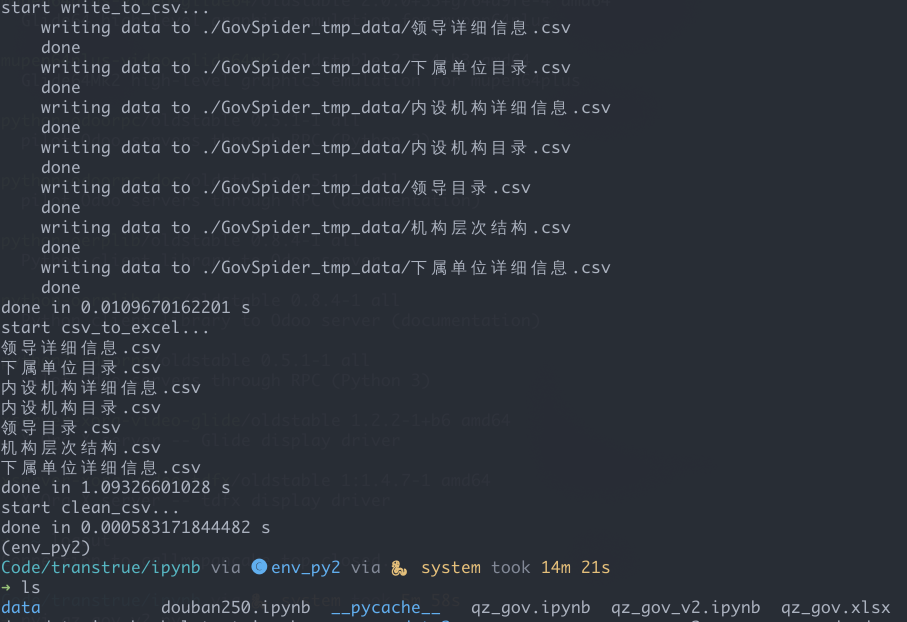 start write_to_csv...
writing data to ./GovSpider_tmp_data/领导详细信息.csv
done
writing data to ./GovSpider_tmp_data/下属单位目录.csv
done
writing data to ./GovSpider_tmp_data/内设机构详细信息.csv
done
writing data to ./GovSpider_tmp_data/内设机构目录.csv
done
writing data to ./GovSpider_tmp_data/领导目录.csv
done
writing data to ./GovSpider_tmp_data/机构层次结构.csv
done
writing data to ./GovSpider_tmp_data/下属单位详细信息.csv
done
done in 0.0109670162201 s
start csv_to_excel...
领导详细信息.csv
下属单位目录.csv
内设机构详细信息.csv
内设机构目录.csv
领导目录.csv
机构层次结构.csv
下属单位详细信息.csv
done in 1.09326601028 s
start clean_csv...
done in 0.000583171844482 s
(env_py2)
Code/transtrue/ipynb via C env_py2 via 🐍 system took 14m 21s
➜ ls
data douban250.ipynb __pycache__ qz_gov.ipynb qz_gov_v2.ipynb qz_gov.xlsx